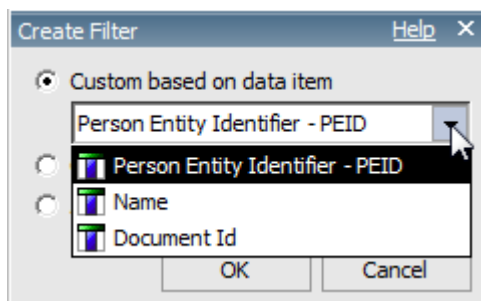 Create Filter Help
Custom based on data item
Person Entity Identifier - PEID
Person Entity Identifier - PEID
Name
Document Id
OK Cancel